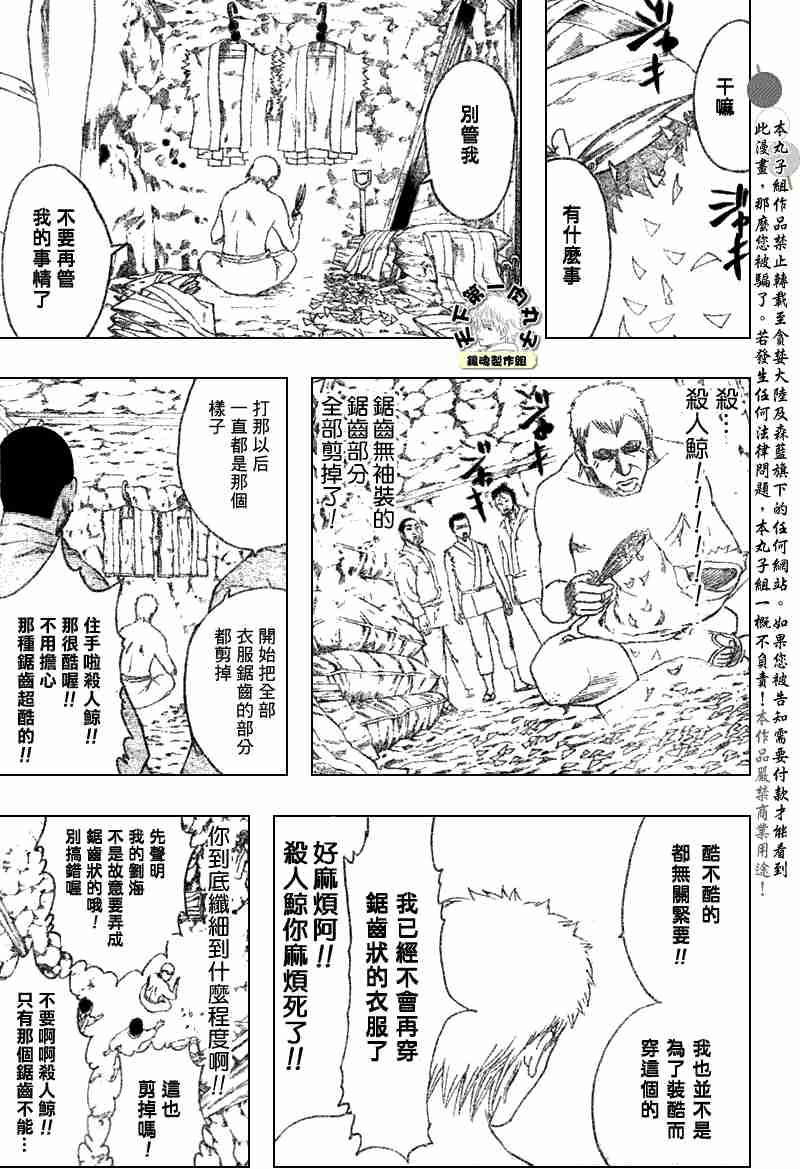 干嘛
有什麼事
別管我
不要再管
我的事情了
天下第一肉丸子
銀魂製作組
殺…
殺人鯨！！！！！
鋸齒無袖裝的
鋸齒部分
全部剪掉了！
打那以后
一直都是那個
樣子
開始把全部
衣服鋸齒的部分
都剪掉
住手啦殺人鯨!!
那很酷喔!!
不用擔心
那種鋸齒超酷的!!
酷不酷的
都無關緊要!!
我也並不是
為了裝酷而
穿這個的
我已經不會再穿
鋸齒狀的衣服了
好麻煩阿!!
殺人鯨你麻煩死了!!
你到底纖細到什麼程度啊!!
先聲明
我的劉海
不是故意要弄成
鋸齒狀的哦！
別搞錯喔
這也
剪掉嗎！
不要啊啊殺人鯨!!
只有那個鋸齒不能…
本丸子組作品禁止轉載至貪婪大陸及森藍旗下的任何網站。如果您被告知需要付款才能看到
此漫畫，那麼您被騙了。若發生任何法律問題，本丸子組一概不負責！本作品嚴禁商業用途！